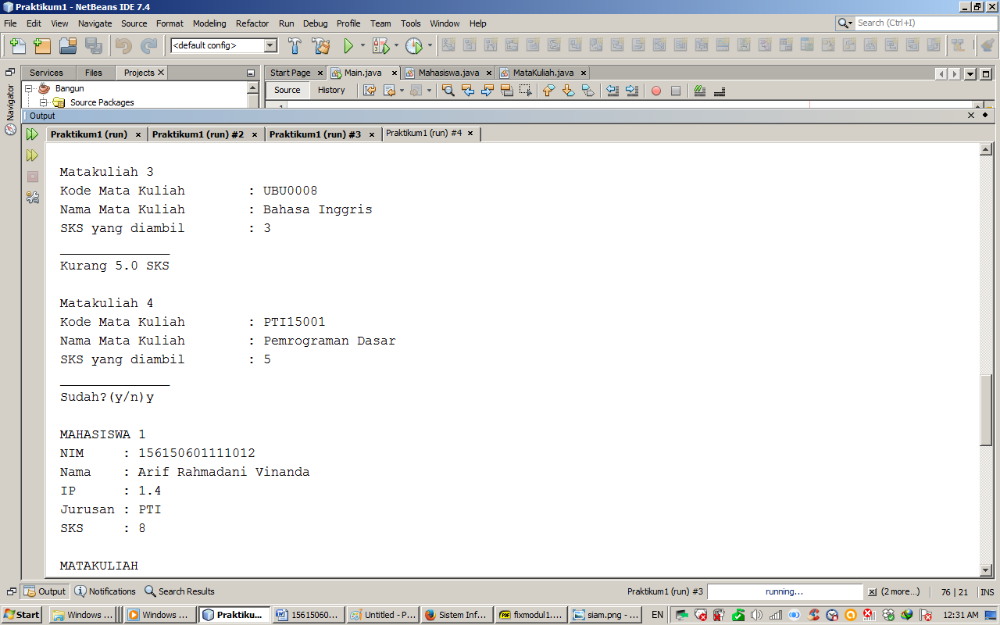 Praktikum1 - NetBeans IDE 7.4
File Edit View Navigate Source Format Modeling Refactor Run Debug Profile Team Tools Window Help
Search (Ctrl+I)
<default config>
Services Files Projects
Start Page Main.java Mahasiswa.java MataKuliah.java
Navigator
Bangun
Source Packages
Source History
1
Output
Praktikum1 (run) Praktikum1 (run) #2 Praktikum1 (run) #3 Praktikum1 (run) #4
Matakuliah 3
Kode Mata Kuliah : UBU0008
Nama Mata Kuliah : Bahasa Inggris
SKS yang diambil : 3
______________
Kurang 5.0 SKS
Matakuliah 4
Kode Mata Kuliah : PTI15001
Nama Mata Kuliah : Pemrograman Dasar
SKS yang diambil : 5
______________
Sudah?(y/n)y
MAHASISWA 1
NIM : 156150601111012
Nama : Arif Rahmadani Vinanda
IP : 1.4
Jurusan : PTI
SKS : 8
MATAKULIAH
Output Notifications Search Results
Praktikum1 (run) #3 running... (2 more...) 76 | 21 INS
Start Windows ... Windows ... Praktiku... 15615060... Untitled - P... Sistem Inf... fixmodul1.... siam.png - ... EN 12:31 AM